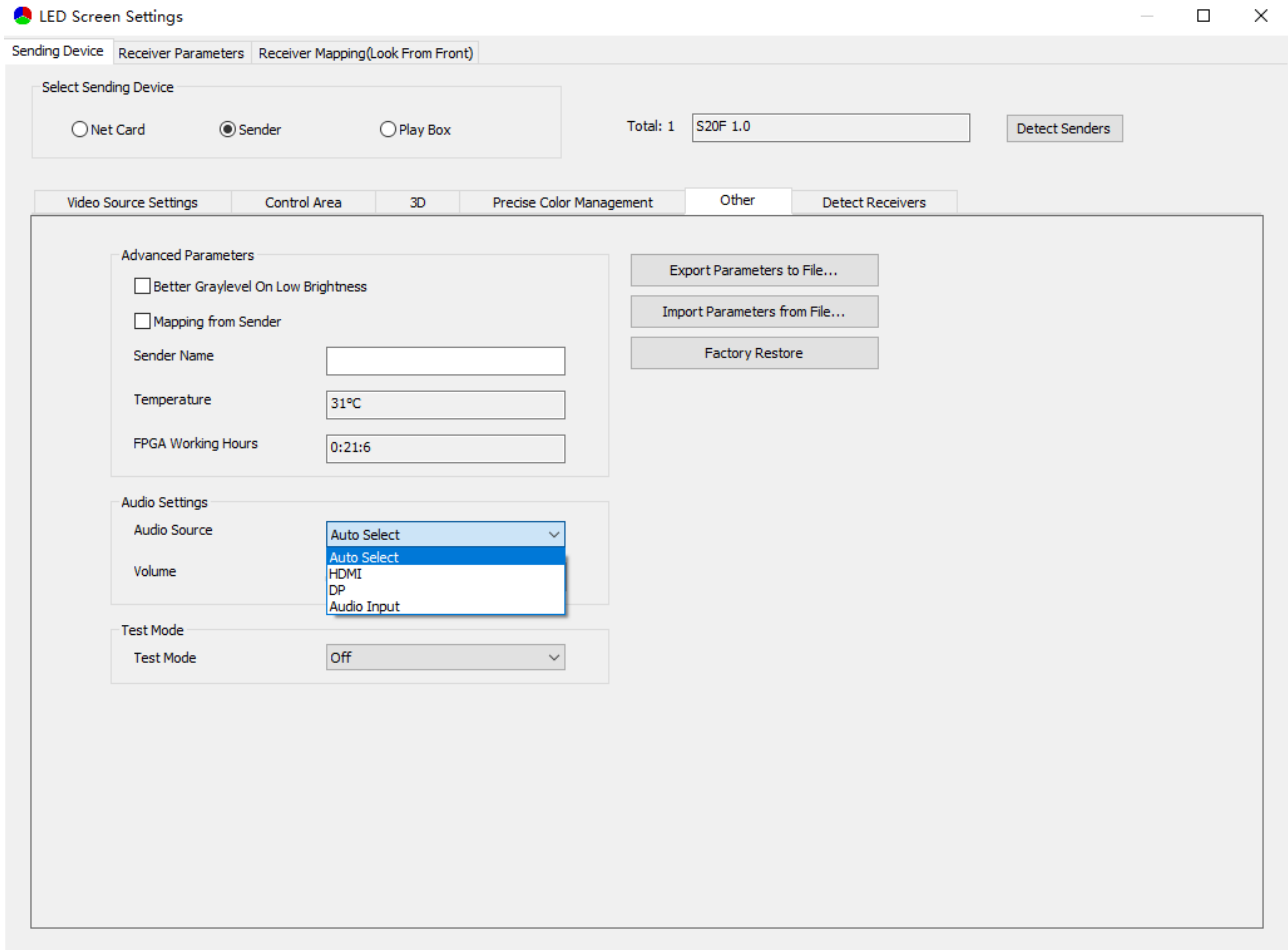 LED Screen Settings
Sending Device Receiver Parameters Receiver Mapping(Look From Front)
Select Sending Device
Net Card Sender Play Box
Total: 1 S20F 1.0 Detect Senders
Video Source Settings Control Area 3D Precise Color Management Other Detect Receivers
Advanced Parameters
Better Graylevel On Low Brightness
Mapping from Sender
Sender Name
Temperature 31ºC
FPGA Working Hours 0:21:6
Export Parameters to File...
Import Parameters from File...
Factory Restore
Audio Settings
Audio Source Auto Select
Auto Select
HDMI
DP
Audio Input
Volume
Test Mode
Test Mode Off